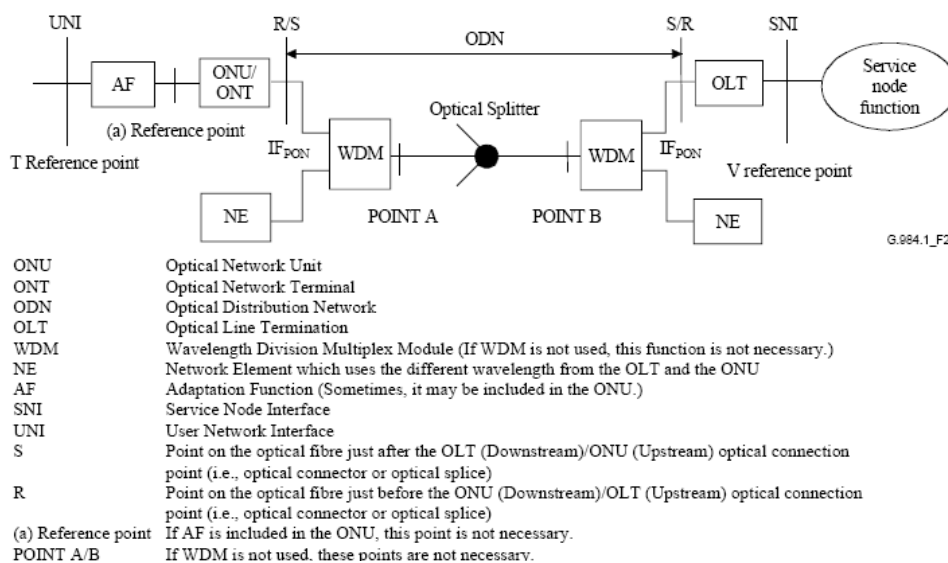 UNI
R/S
ODN
S/R
SNI
AF
ONU/
ONT
OLT
Service
node
function
(a) Reference point
Optical Splitter
T Reference point
IFPON
WDM
WDM
IFPON
V reference point
NE
POINT A
POINT B
NE
G.984.1_F2
ONU Optical Network Unit
ONT Optical Network Terminal
ODN Optical Distribution Network
OLT Optical Line Termination
WDM Wavelength Division Multiplex Module (If WDM is not used, this function is not necessary.)
NE Network Element which uses the different wavelength from the OLT and the ONU
AF Adaptation Function (Sometimes, it may be included in the ONU.)
SNI Service Node Interface
UNI User Network Interface
S Point on the optical fibre just after the OLT (Downstream)/ONU (Upstream) optical connection
point (i.e., optical connector or optical splice)
R Point on the optical fibre just before the ONU (Downstream)/OLT (Upstream) optical connection
point (i.e., optical connector or optical splice)
(a) Reference point If AF is included in the ONU, this point is not necessary.
POINT A/B If WDM is not used, these points are not necessary.